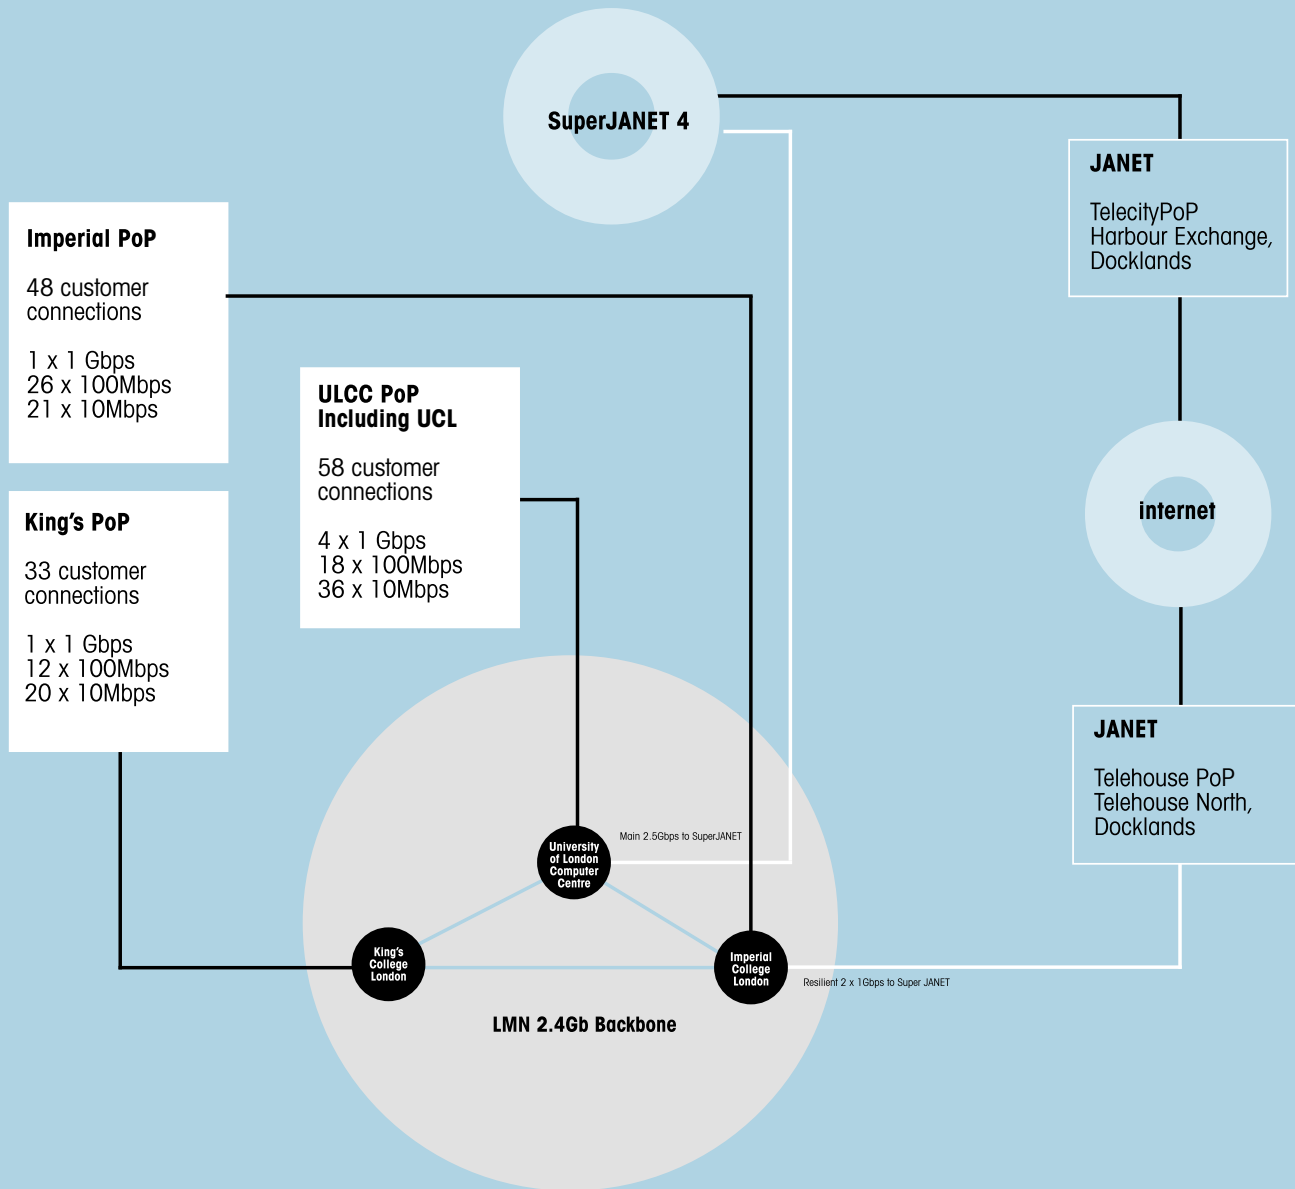 SuperJANET 4
JANET
TelecityPoP
Harbour Exchange,
Docklands
Imperial PoP
48 customer
connections
1 x 1 Gbps
26 x 100Mbps
21 x 10Mbps
ULCC PoP
Including UCL
58 customer
connections
4 x 1 Gbps
18 x 100Mbps
36 x 10Mbps
King's PoP
33 customer
connections
1 x 1 Gbps
12 x 100Mbps
20 x 10Mbps
internet
JANET
Telehouse PoP
Telehouse North,
Docklands
Main 2.5Gbps to SuperJANET
University
of London
Computer
Centre
King's
College
London
Imperial
College
London
Resilient 2 x 1Gbps to Super JANET
LMN 2.4Gb Backbone